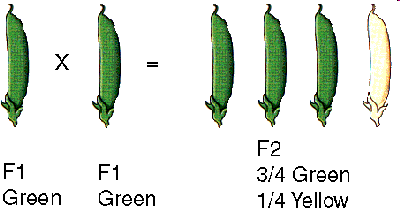 X =
F1 F1 F2
Green Green 3/4 Green
1/4 Yellow